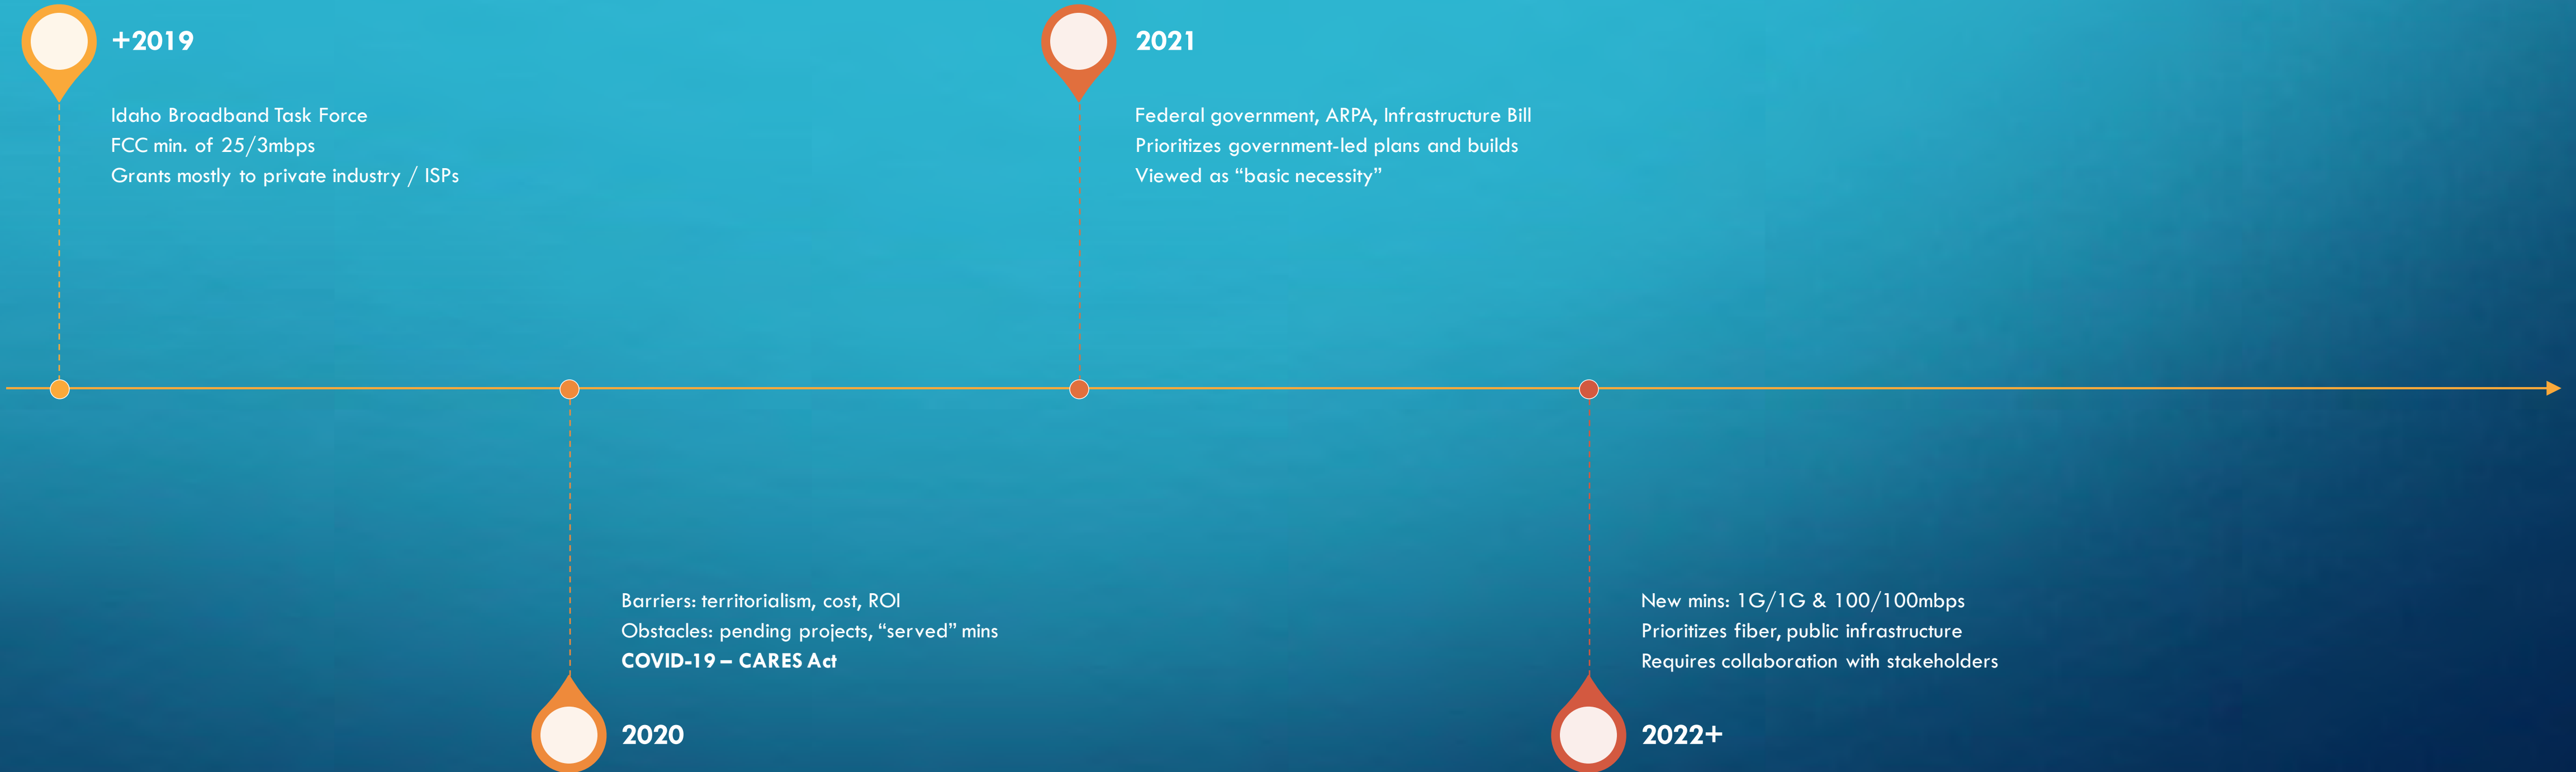 +2019
Idaho Broadband Task Force
FCC min. of 25/3mbps
Grants mostly to private industry / ISPs
Barriers: territorialism, cost, ROI
Obstacles: pending projects, “served” mins
COVID-19 – CARES Act
2020
2021
Federal government, ARPA, Infrastructure Bill
Prioritizes government-led plans and builds
Viewed as “basic necessity”
New mins: 1G/1G & 100/100mbps
Prioritizes fiber, public infrastructure
Requires collaboration with stakeholders
2022+